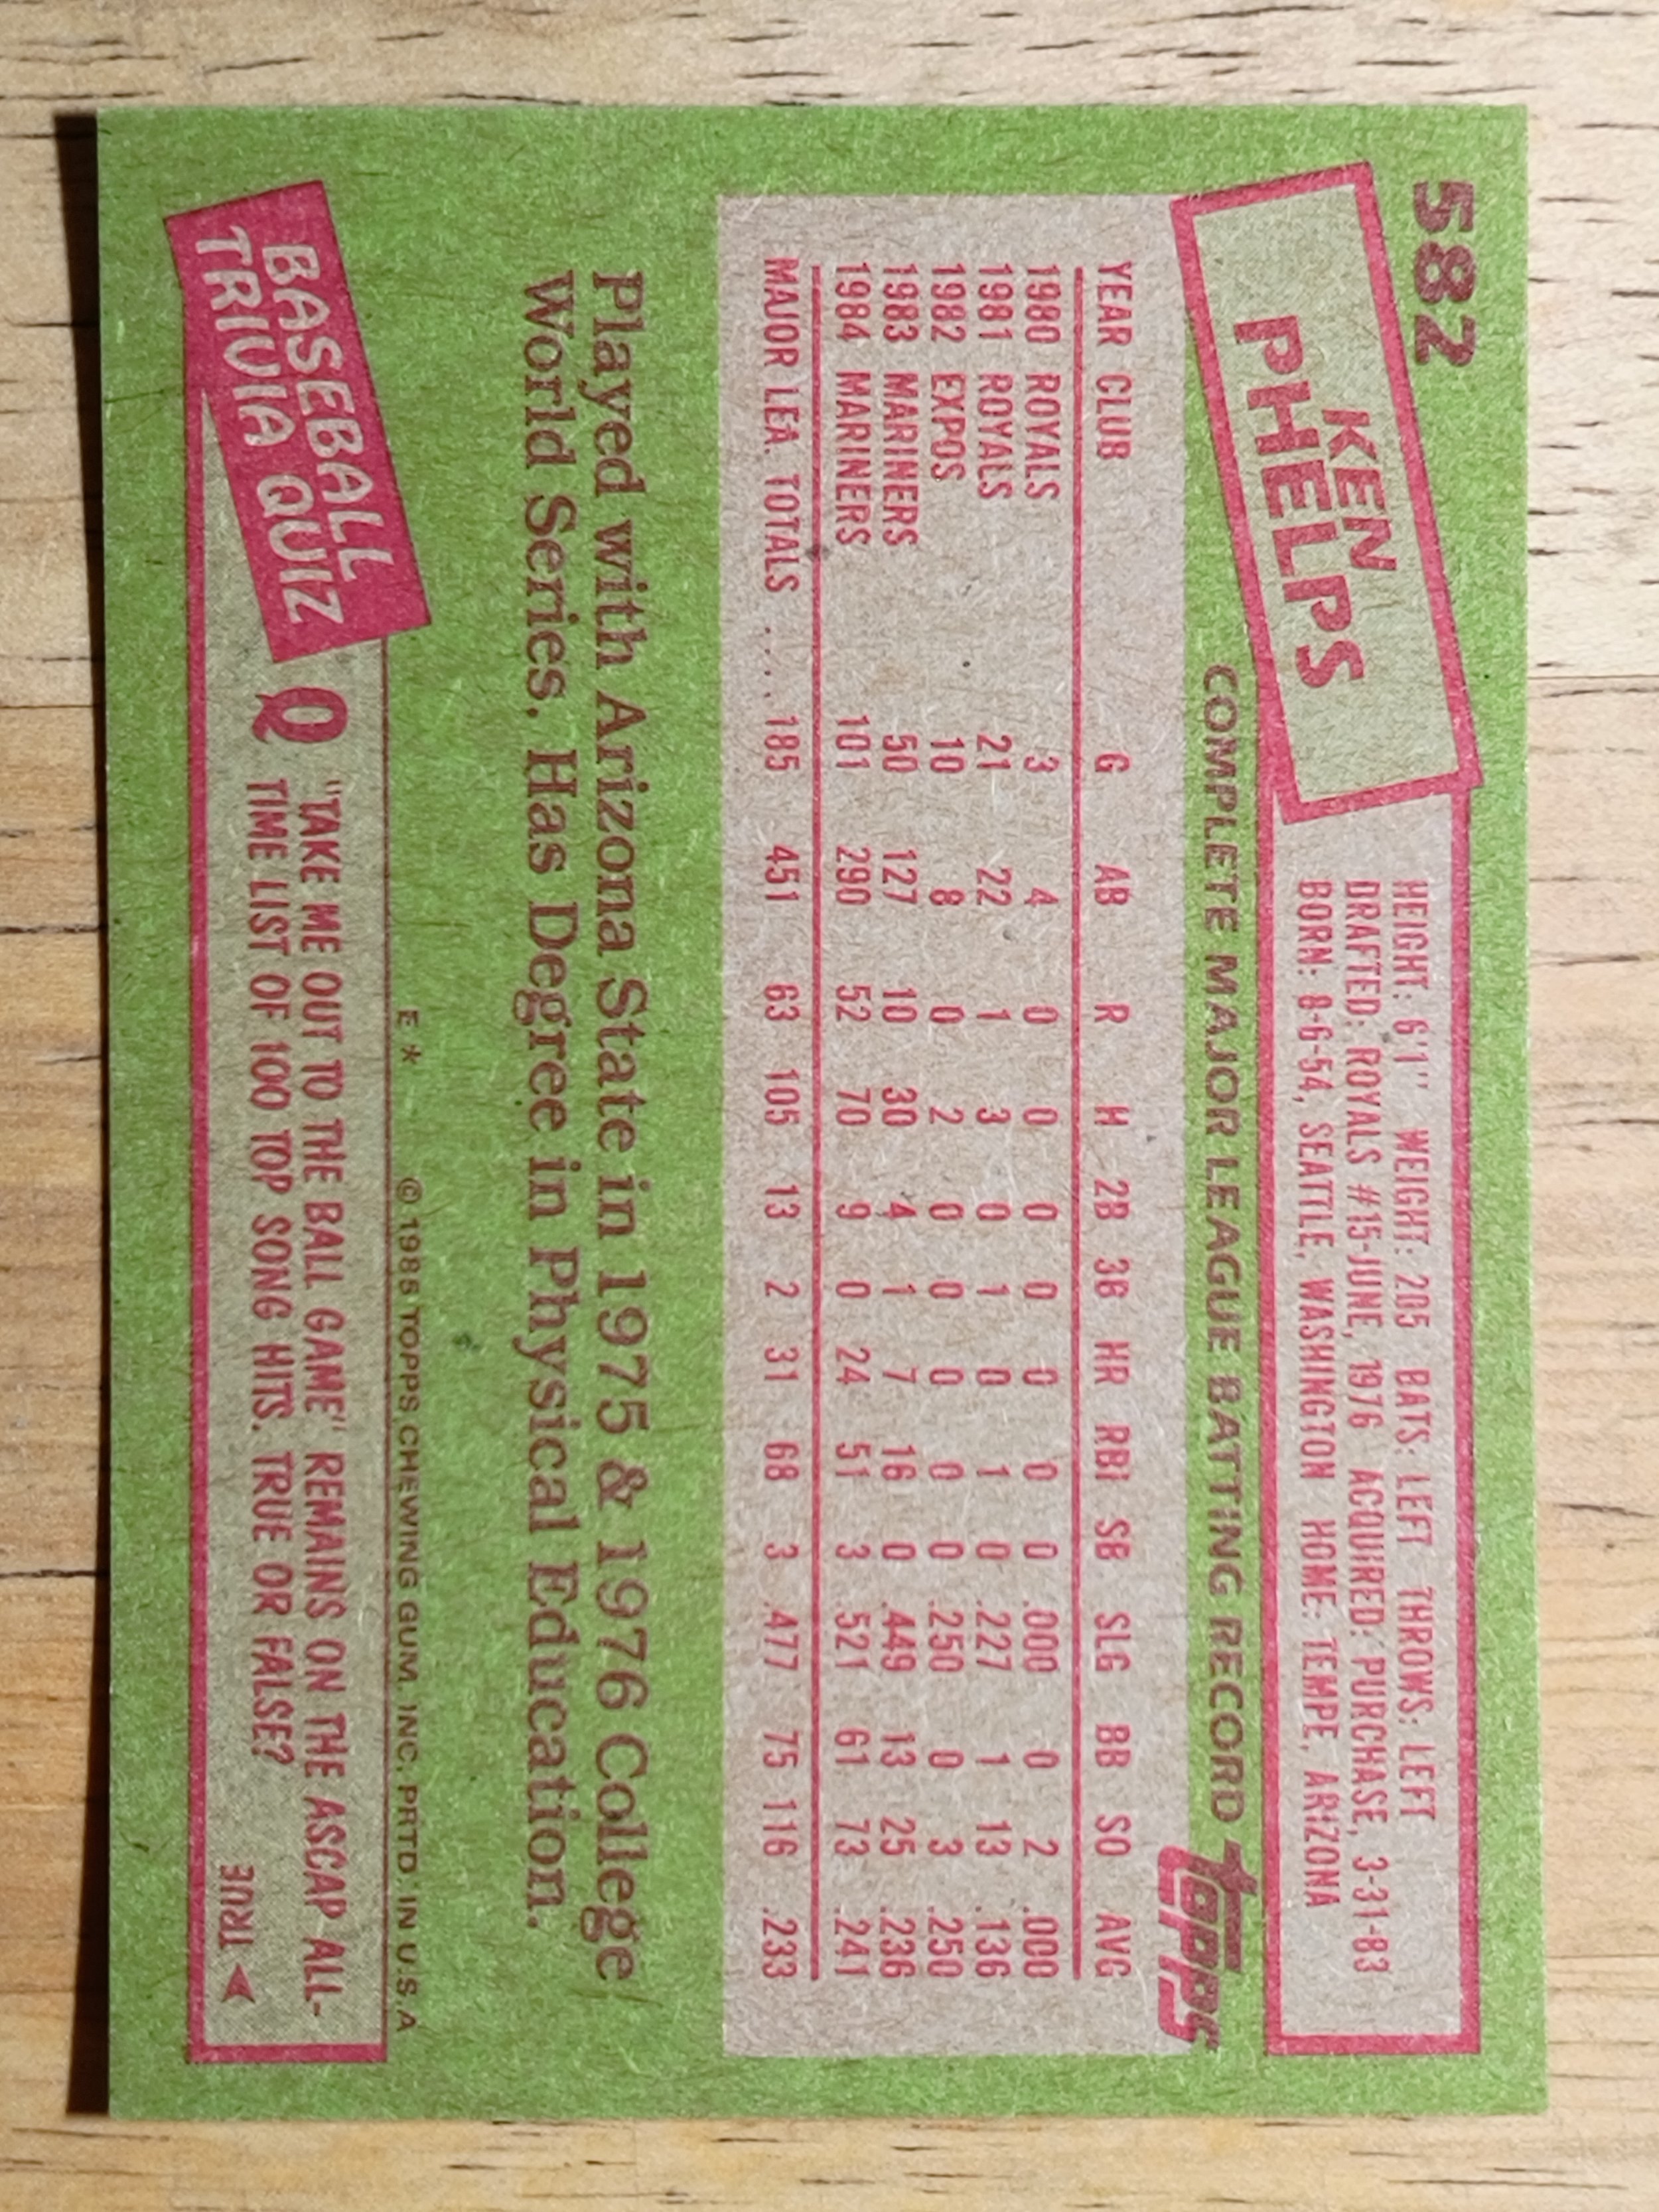 582
KEN
PHELPS
HEIGHT: 6'1" WEIGHT: 205 BATS: LEFT THROWS: LEFT
DRAFTED: ROYALS #15-JUNE, 1976 ACQUIRED: PURCHASE, 3-31-83
BORN: 8-6-54, SEATTLE, WASHINGTON HOME: TEMPE, ARIZONA
COMPLETE MAJOR LEAGUE BATTING RECORD
TOPPS
YEAR CLUB G AB R H 2B 3B HR RBI SB SLG BB SO AVG
1980 ROYALS 3 4 0 0 0 0 0 0 0 .000 0 2 .000
1981 ROYALS 21 22 1 3 0 1 0 1 0 .227 1 13 .136
1982 EXPOS 10 8 0 2 0 0 0 0 0 .250 0 3 .250
1983 MARINERS 50 127 10 30 4 1 7 16 0 .449 13 25 .236
1984 MARINERS 101 290 52 70 9 0 24 51 3 .521 61 73 .241
MAJOR LEA. TOTALS .... 185 451 63 105 13 2 31 68 3 .477 75 116 .233
Played with Arizona State in 1975 & 1976 College
World Series. Has Degree in Physical Education.
E * © 1985 TOPPS CHEWING GUM, INC. PRTD. IN U.S.A
BASEBALL
TRIVIA QUIZ
Q "TAKE ME OUT TO THE BALL GAME" REMAINS ON THE ASCAP ALL-
TIME LIST OF 100 TOP SONG HITS. TRUE OR FALSE?
TRUE